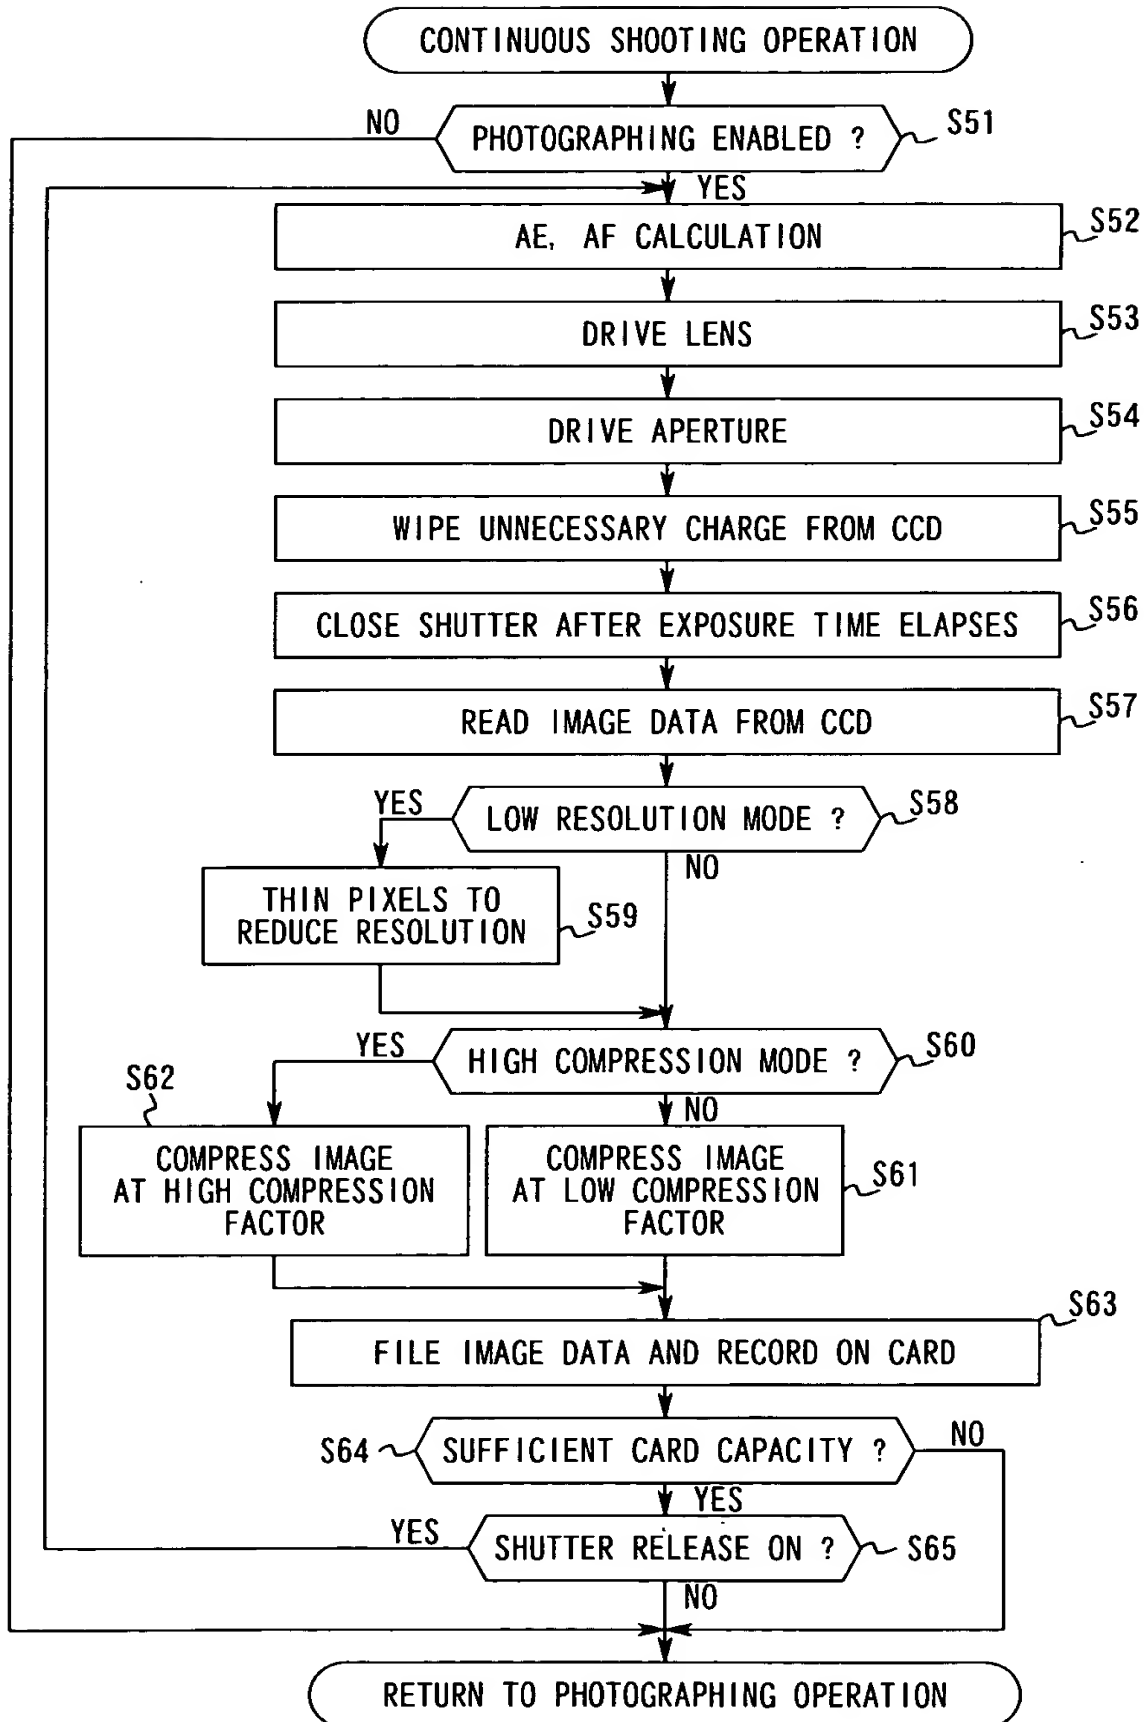 CONTINUOUS SHOOTING OPERATION
NO
PHOTOGRAPHING ENABLED ?
S51
YES
AE, AF CALCULATION
S52
DRIVE LENS
S53
DRIVE APERTURE
S54
WIPE UNNECESSARY CHARGE FROM CCD
S55
CLOSE SHUTTER AFTER EXPOSURE TIME ELAPSES
S56
READ IMAGE DATA FROM CCD
S57
YES
LOW RESOLUTION MODE ?
S58
NO
THIN PIXELS TO
REDUCE RESOLUTION
S59
YES
HIGH COMPRESSION MODE ?
S60
S62
NO
COMPRESS IMAGE
AT HIGH COMPRESSION
FACTOR
COMPRESS IMAGE
AT LOW COMPRESSION
FACTOR
S61
S63
FILE IMAGE DATA AND RECORD ON CARD
S64
SUFFICIENT CARD CAPACITY ?
NO
YES
YES
SHUTTER RELEASE ON ?
S65
NO
RETURN TO PHOTOGRAPHING OPERATION